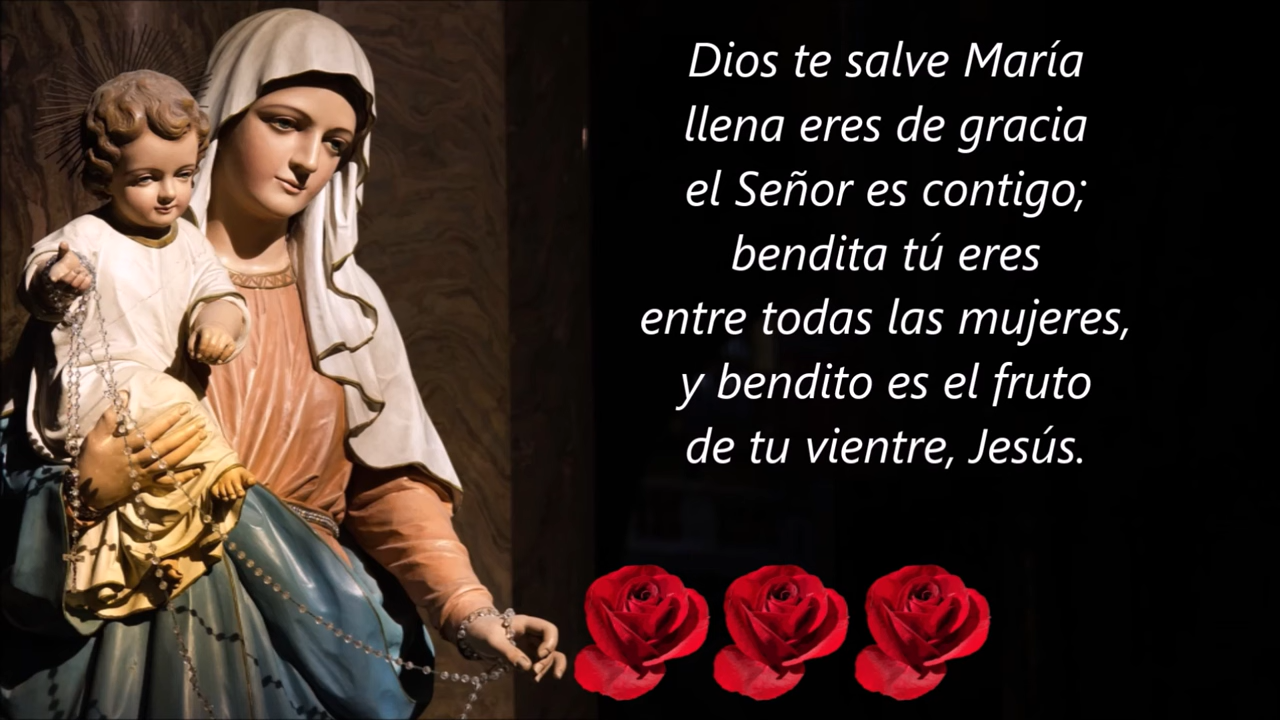 Dios te salve María
llena eres de gracia
el Señor es contigo;
bendita tú eres
entre todas las mujeres,
y bendito es el fruto
de tu vientre, Jesús.